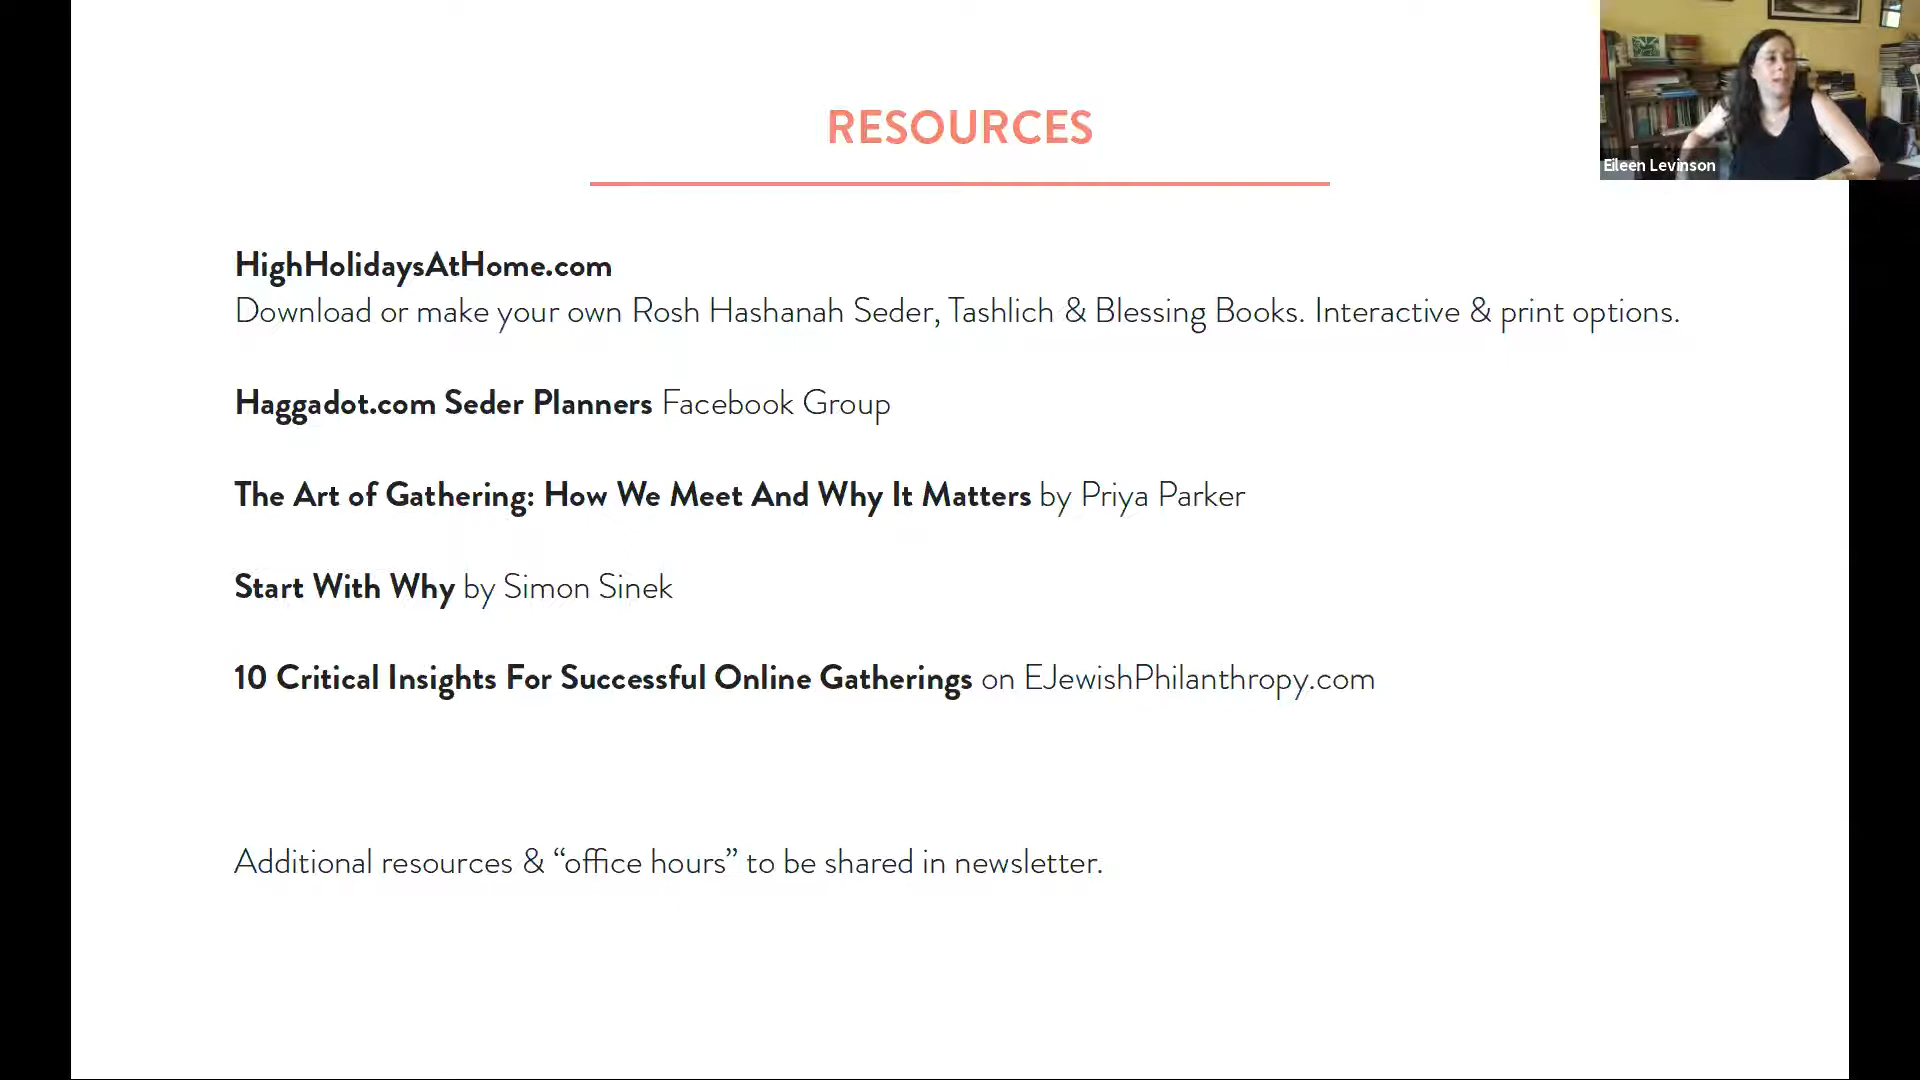 RESOURCES
Eileen Levinson
HighHolidaysAtHome.com
Download or make your own Rosh Hashanah Seder, Tashlich & Blessing Books. Interactive & print options.
Haggadot.com Seder Planners Facebook Group
The Art of Gathering: How We Meet And Why It Matters by Priya Parker
Start With Why by Simon Sinek
10 Critical Insights For Successful Online Gatherings on EJewishPhilanthropy.com
Additional resources & “office hours” to be shared in newsletter.